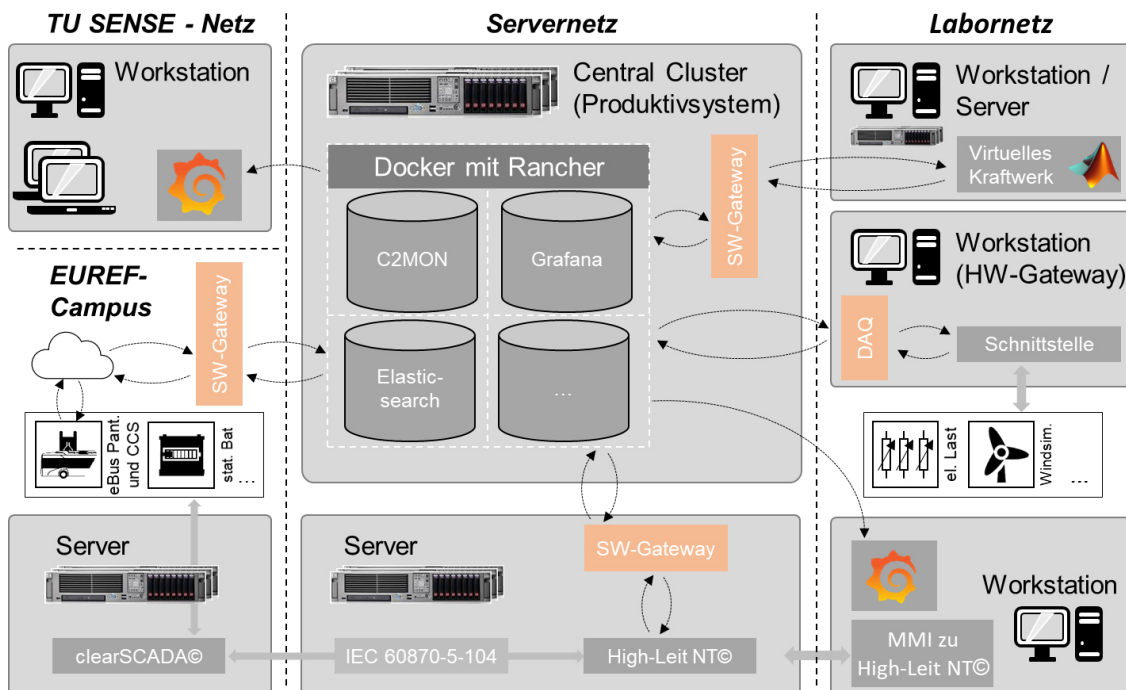 TU SENSE - Netz
Workstation
EUREF-
Campus
SW-Gateway
eBus Pant.
und CCS
stat. Bat
...
Server
clearSCADA©
Servernetz
Central Cluster
(Produktivsystem)
Docker mit Rancher
C2MON
Grafana
Elastic-
search
...
SW-Gateway
Server
SW-Gateway
IEC 60870-5-104
High-Leit NT©
Labornetz
Workstation /
Server
Virtuelles
Kraftwerk
Workstation
(HW-Gateway)
DAQ
Schnittstelle
el. Last
Windsim.
...
Workstation
MMI zu
High-Leit NT©